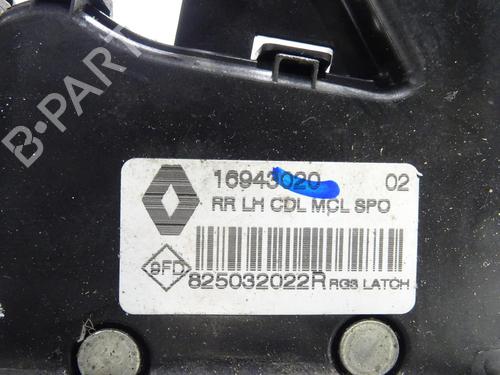 B-PARTS
16943020 02
RR LH CDL MCL SPO
9FD
825032022R RGS LATCH